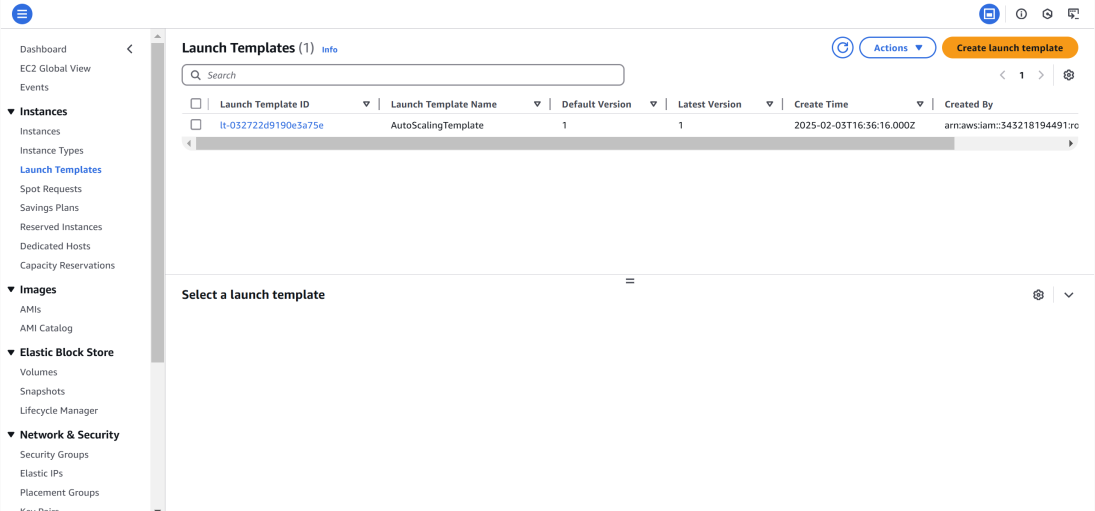 Dashboard
EC2 Global View
Events
Instances
Instances
Instance Types
Launch Templates
Spot Requests
Savings Plans
Reserved Instances
Dedicated Hosts
Capacity Reservations
Images
AMIs
AMI Catalog
Elastic Block Store
Volumes
Snapshots
Lifecycle Manager
Network & Security
Security Groups
Elastic IPs
Placement Groups
Key Pairs
Launch Templates (1) Info
Actions
Create launch template
Search
1
Launch Template ID Launch Template Name Default Version Latest Version Create Time Created By
lt-032722d9190e3a75e AutoScalingTemplate 1 1 2025-02-03T16:36:16.000Z arn:aws:iam::343218194491:ro
Select a launch template